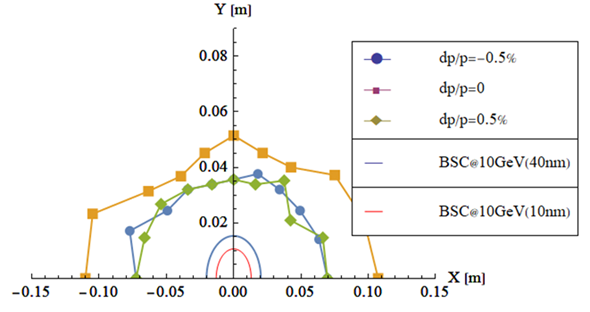 Y [m]
0.08
0.06
0.04
0.02
−0.15 −0.10 −0.05 0.00 0.05 0.10 0.15 X [m]
dp/p=−0.5%
dp/p=0
dp/p=0.5%
BSC@10GeV(40nm)
BSC@10GeV(10nm)